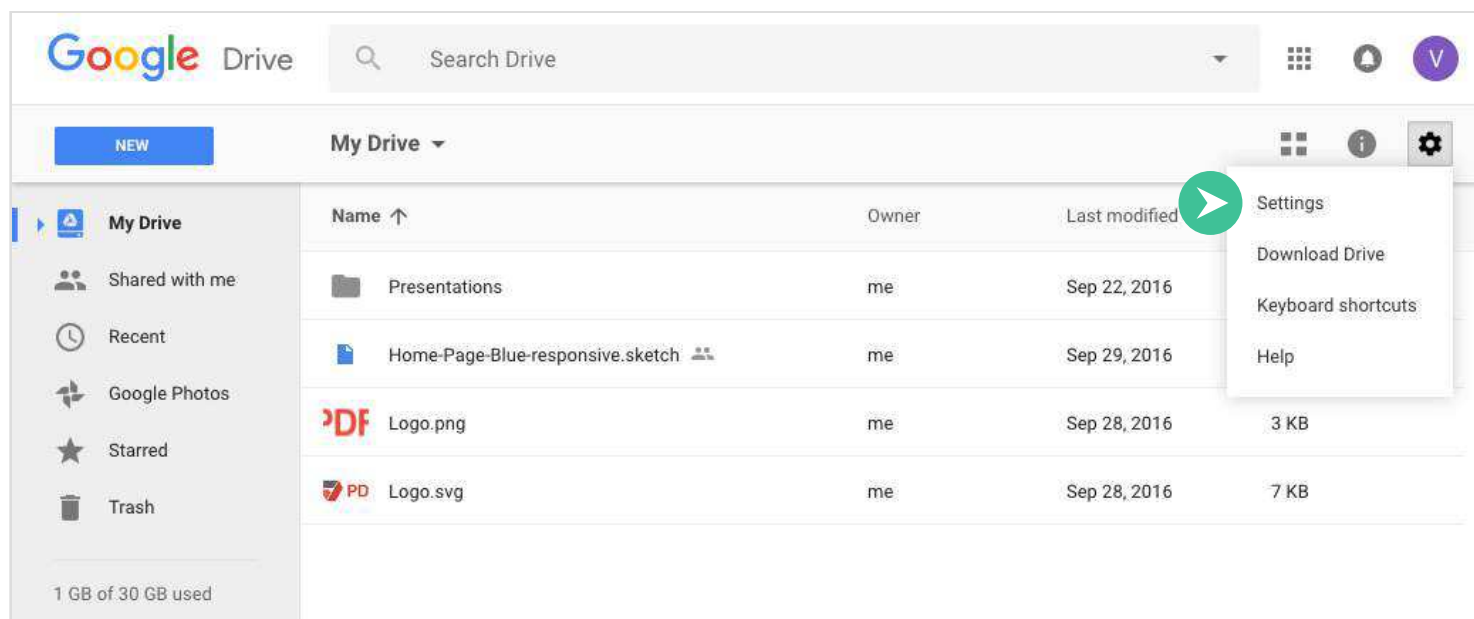 Google Drive
Search Drive
V
NEW
My Drive
My Drive
Shared with me
Recent
Google Photos
Starred
Trash
1 GB of 30 GB used
Name Owner Last modified
Presentations me Sep 22, 2016
Home-Page-Blue-responsive.sketch me Sep 29, 2016
PDF Logo.png me Sep 28, 2016 3 KB
PD Logo.svg me Sep 28, 2016 7 KB
Settings
Download Drive
Keyboard shortcuts
Help